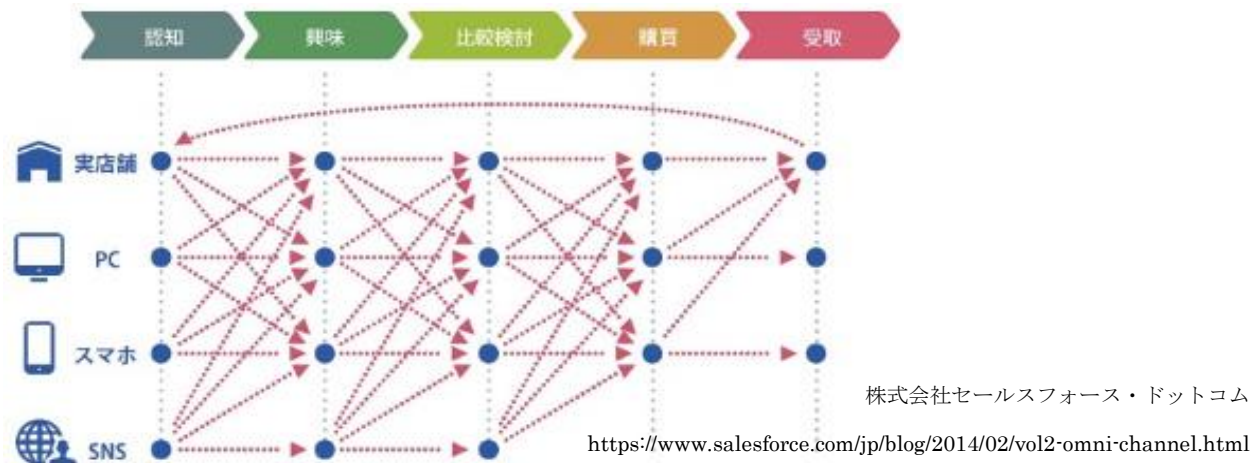 認知 興味 比較検討 購買 受取
実店舗
PC
スマホ
株式会社セールスフォース・ドットコム
https://www.salesforce.com/jp/blog/2014/02/vol2-omni-channel.html
SNS